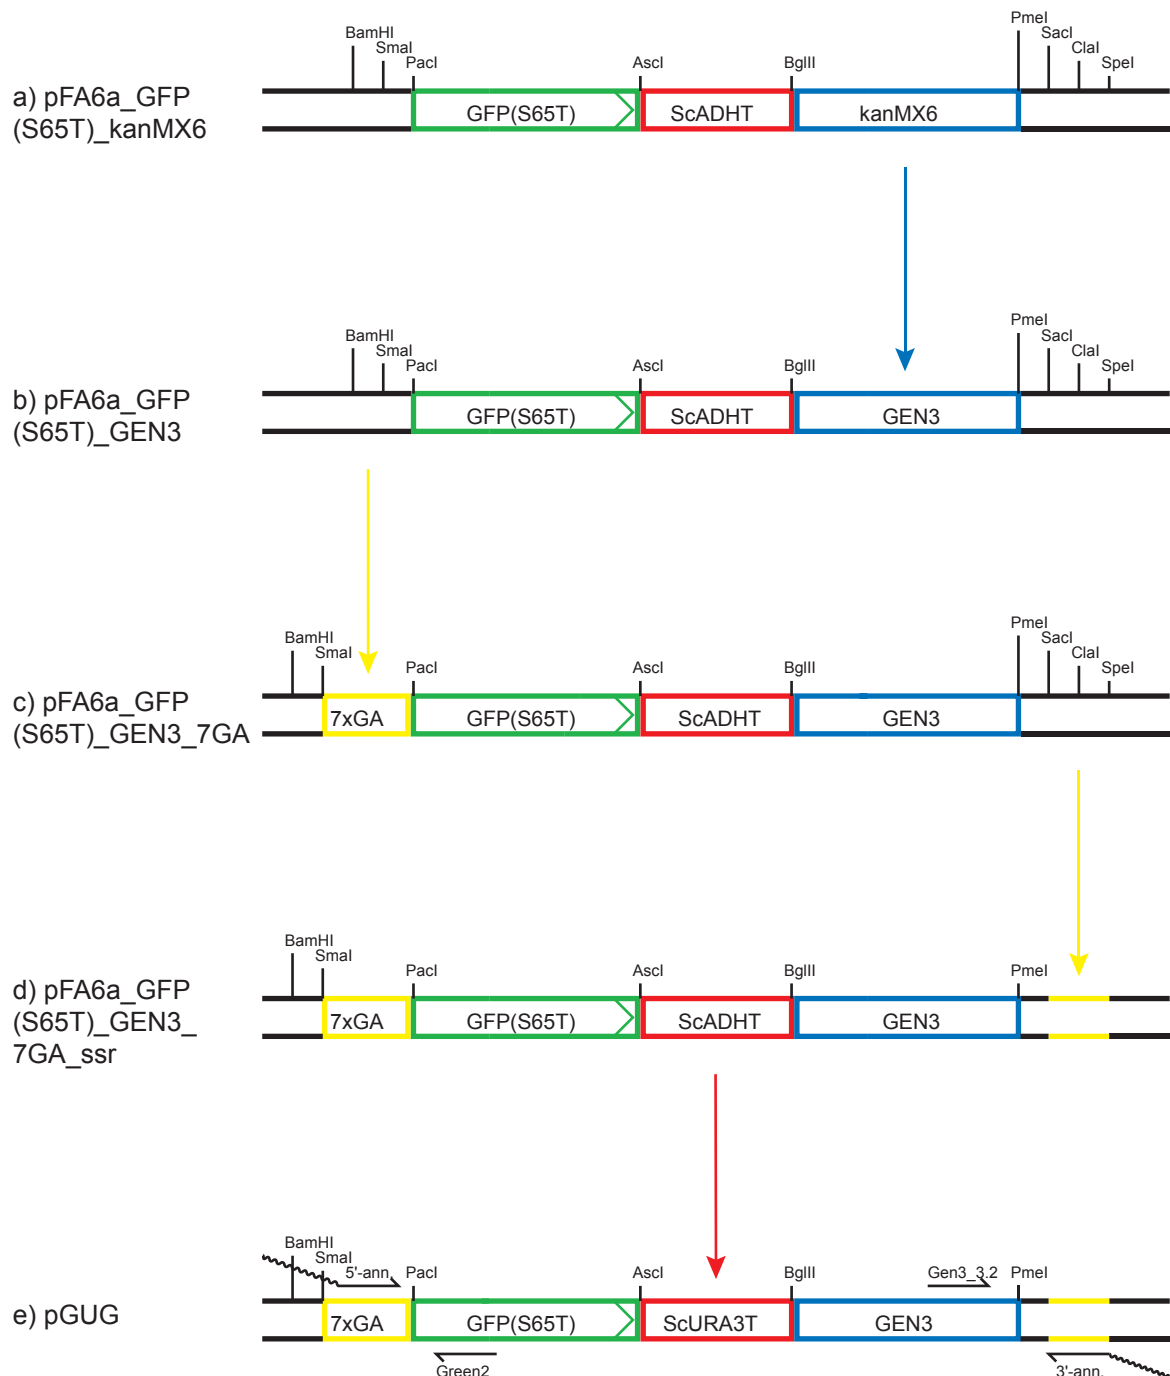 PmeI
BamHI
SacI
SmaI
ClaI
PacI
AscI
BglII
SpeI
a) pFA6a_GFP
(S65T)_kanMX6
GFP(S65T)
ScADHT
kanMX6
PmeI
BamHI
SacI
SmaI
ClaI
PacI
AscI
BglII
SpeI
b) pFA6a_GFP
(S65T)_GEN3
GFP(S65T)
ScADHT
GEN3
PmeI
BamHI
SacI
SmaI
ClaI
PacI
AscI
BglII
SpeI
c) pFA6a_GFP
(S65T)_GEN3_7GA
7xGA
GFP(S65T)
ScADHT
GEN3
BamHI
SmaI
PacI
AscI
BglII
PmeI
d) pFA6a_GFP
(S65T)_GEN3_
7GA_ssr
7xGA
GFP(S65T)
ScADHT
GEN3
BamHI
SmaI
5'-ann.
PacI
AscI
BglII
Gen3_3.2
PmeI
e) pGUG
7xGA
GFP(S65T)
ScURA3T
GEN3
Green2
3'-ann.